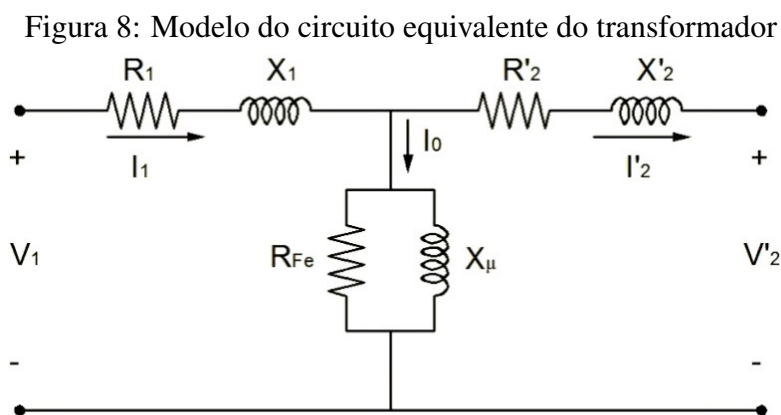 Figura 8: Modelo do circuito equivalente do transformador
R1 X1 R'2 X'2
+ I1 I0 I'2 +
V1 RFe Xμ V'2
- -